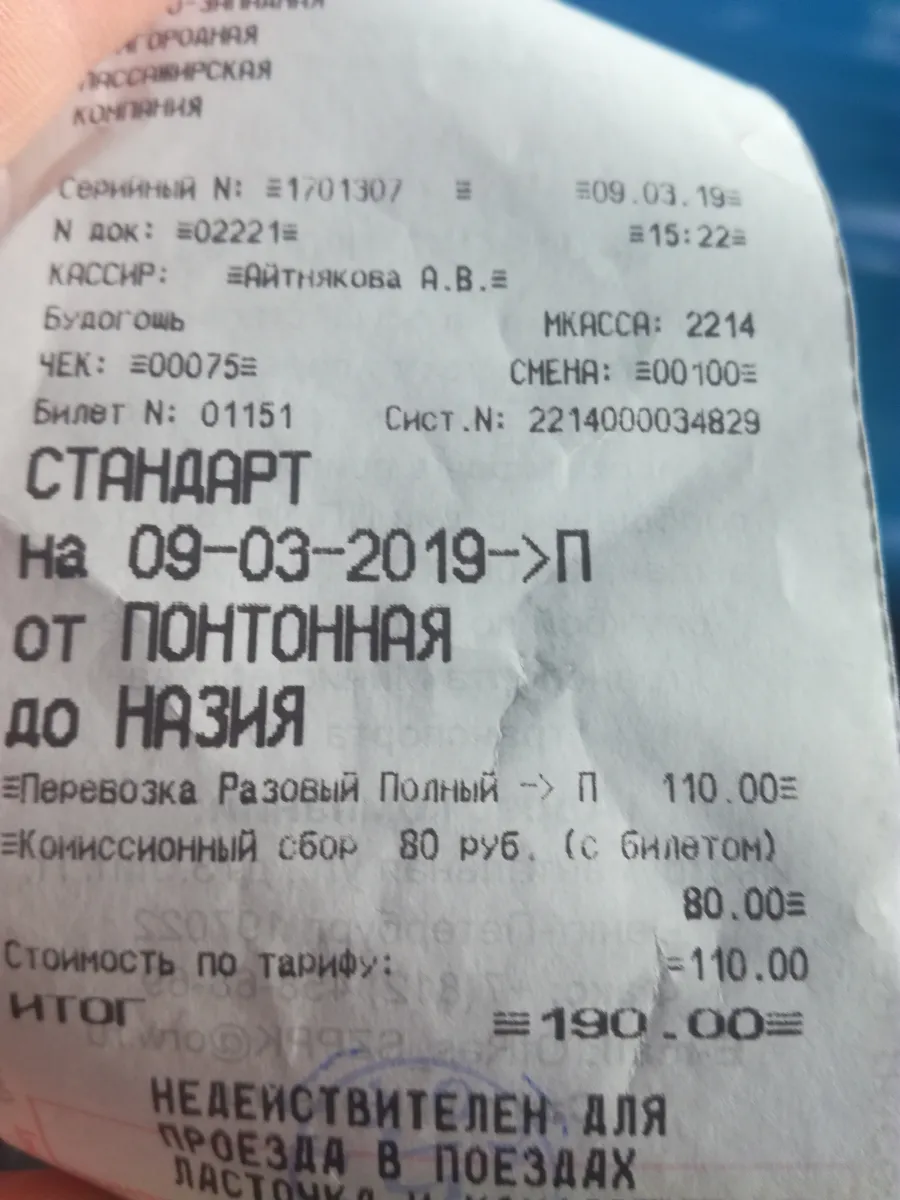 ПАССАЖИРСКАЯ
КОМПАНИЯ
Серийный N: ≡1701307 ≡ ≡09.03.19≡
N док: ≡02221≡ ≡15:22≡
КАССИР: ≡Айтнякова А.В.≡
Будогощь МКАССА: 2214
ЧЕК: ≡00075≡ СМЕНА: ≡00100≡
Билет N: 01151 Сист.N: 2214000034829
СТАНДАРТ
на 09-03-2019->П
от ПОНТОННАЯ
до НАЗИЯ
≡Перевозка Разовый Полный -> П 110.00≡
≡Комиссионный сбор 80 руб. (с билетом)
80.00≡
Стоимость по тарифу: =110.00
ИТОГ ≡190.00≡
НЕДЕЙСТВИТЕЛЕН ДЛЯ
ПРОЕЗДА В ПОЕЗДАХ
ЛАСТОЧКА И